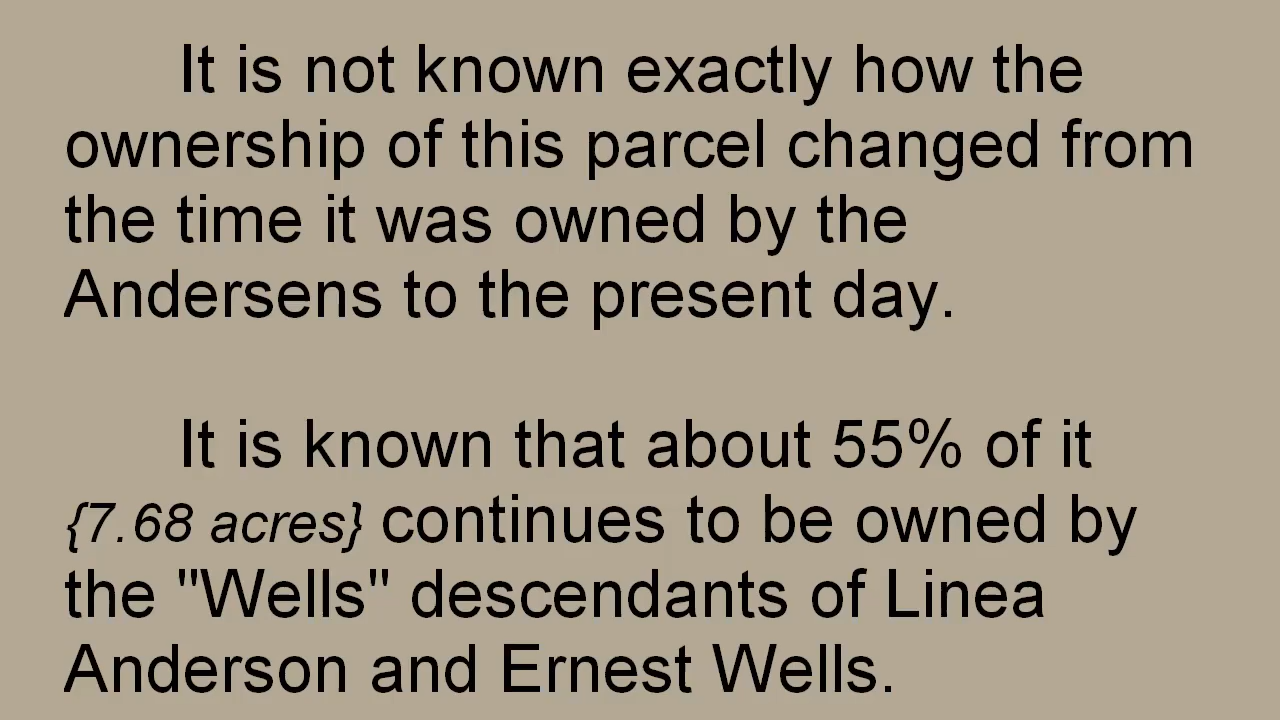 It is not known exactly how the
ownership of this parcel changed from
the time it was owned by the
Andersens to the present day.
It is known that about 55% of it
{7.68 acres} continues to be owned by
the "Wells" descendants of Linea
Anderson and Ernest Wells.